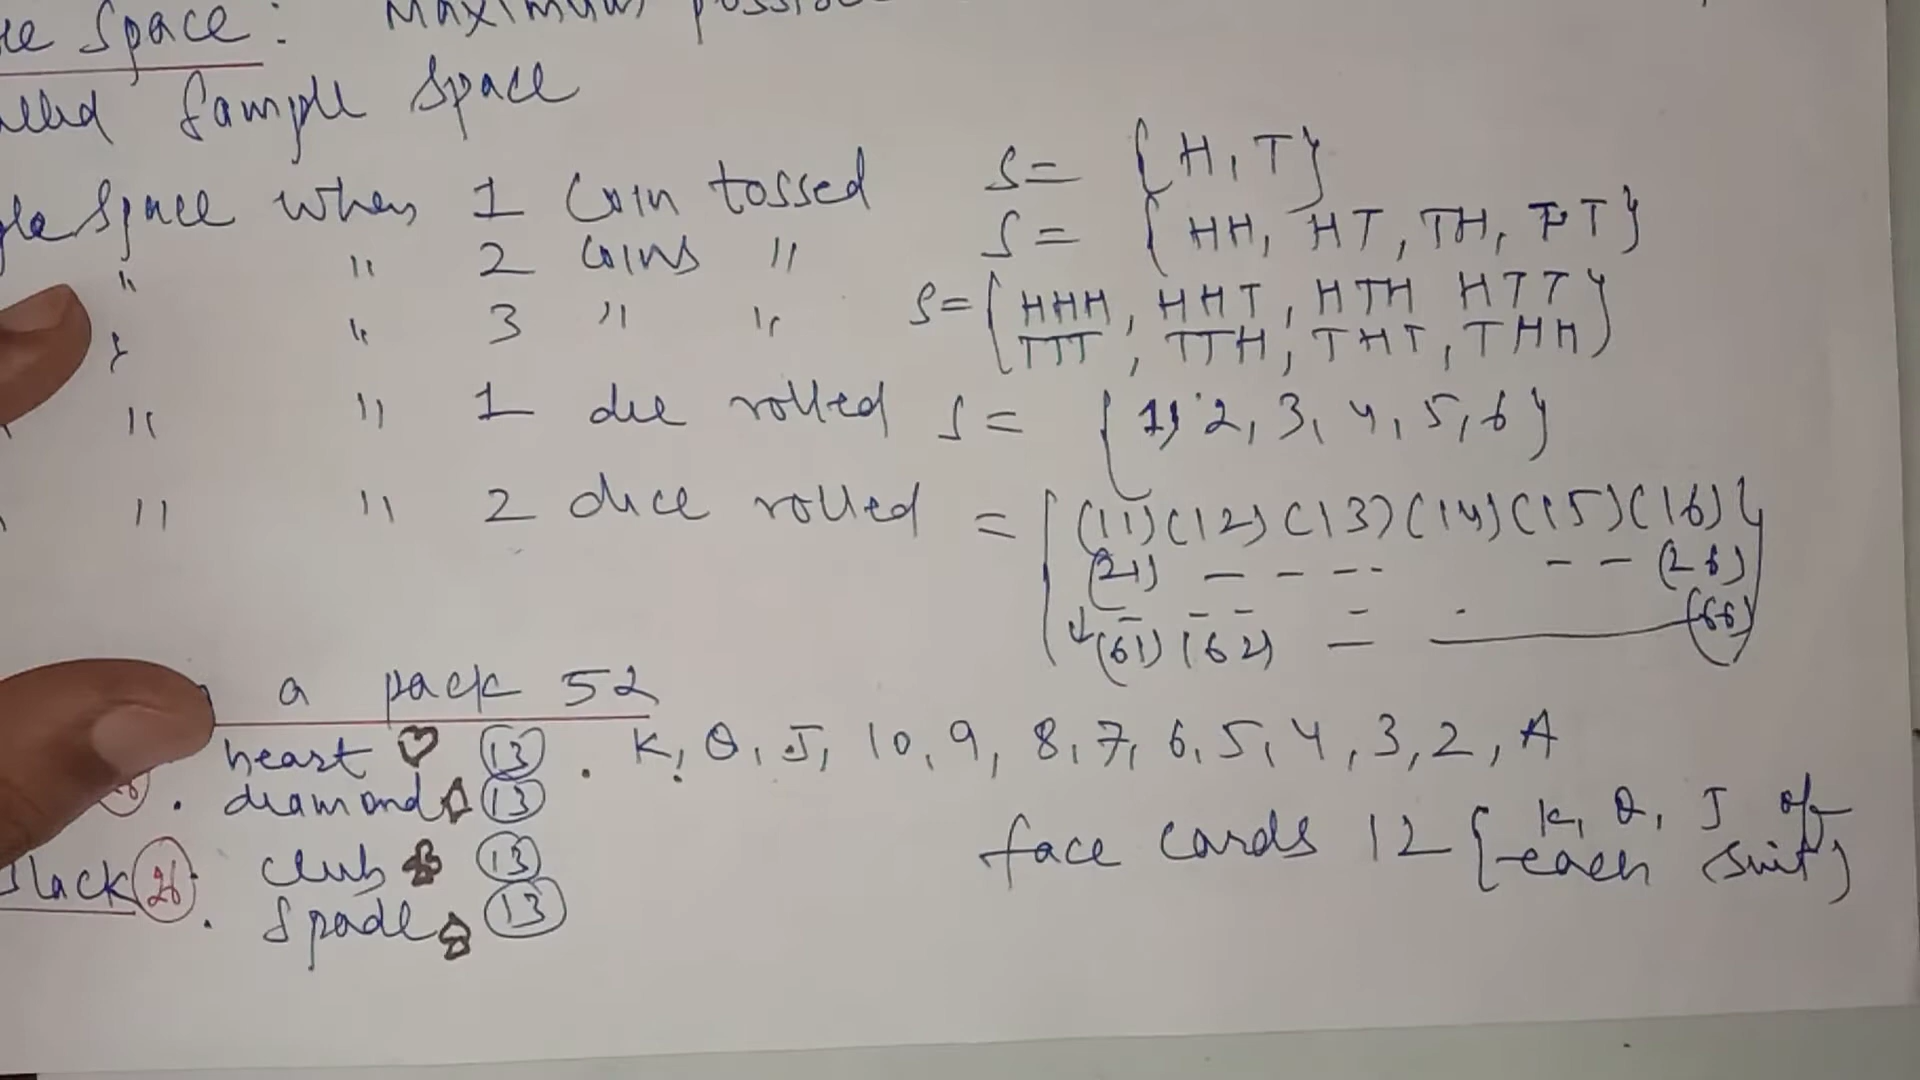 Space: Maximum
Sample Space
Space when 1 Coin tossed S= {H, T}
" " 2 Coins " S= {HH, HT, TH, TT}
" 3 " " S= {HHH, HHT, HTH HTT
TTT, TTH, THT, THH}
" " 1 die rolled S= {1, 2, 3, 4, 5, 6}
" " 2 dice rolled = {(11) (12) (13) (14) (15) (16)
(21) - - - - - - (26)
(61) (62) — — (66)}
a pack 52
heart ♡ (13) . K, Q, J, 10, 9, 8, 7, 6, 5, 4, 3, 2, A
. diamond (13)
face cards 12 {K, Q, J of
each suit}
Black (26) . Club ♣ (13)
. Spade ♠ (13)